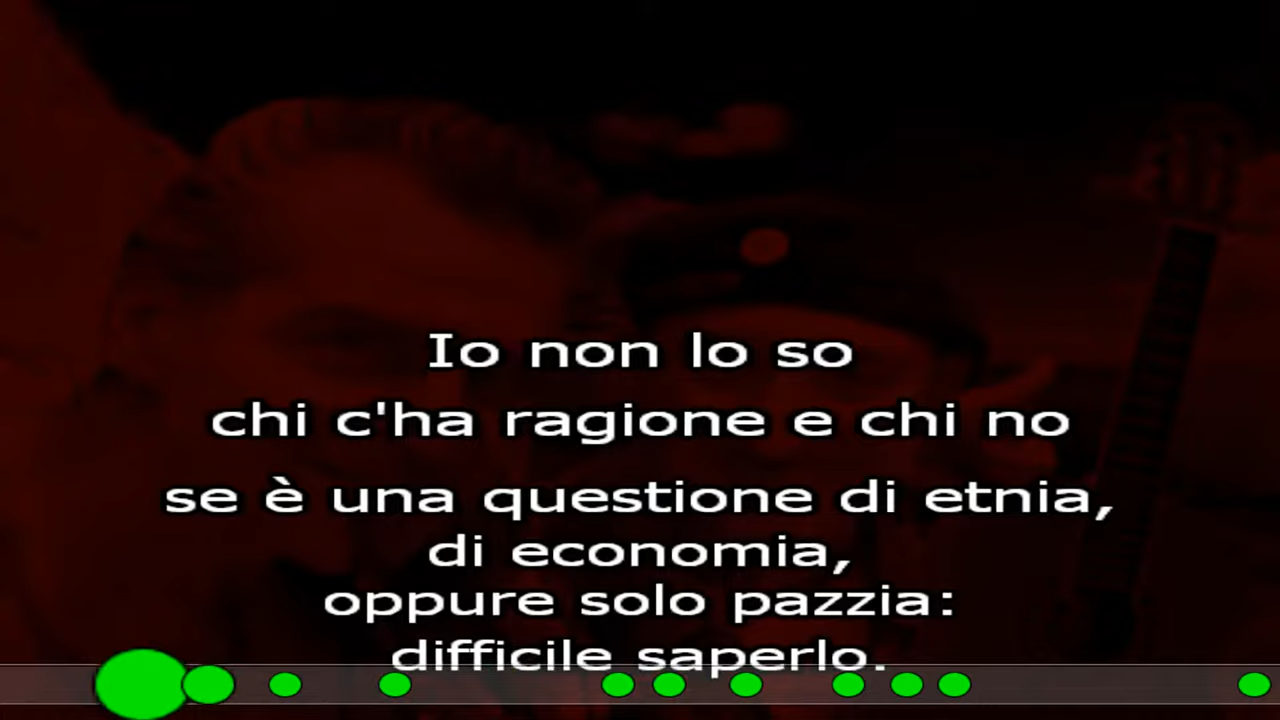 Io non lo so
chi c'ha ragione e chi no
se è una questione di etnia,
di economia,
oppure solo pazzia:
difficile saperlo.